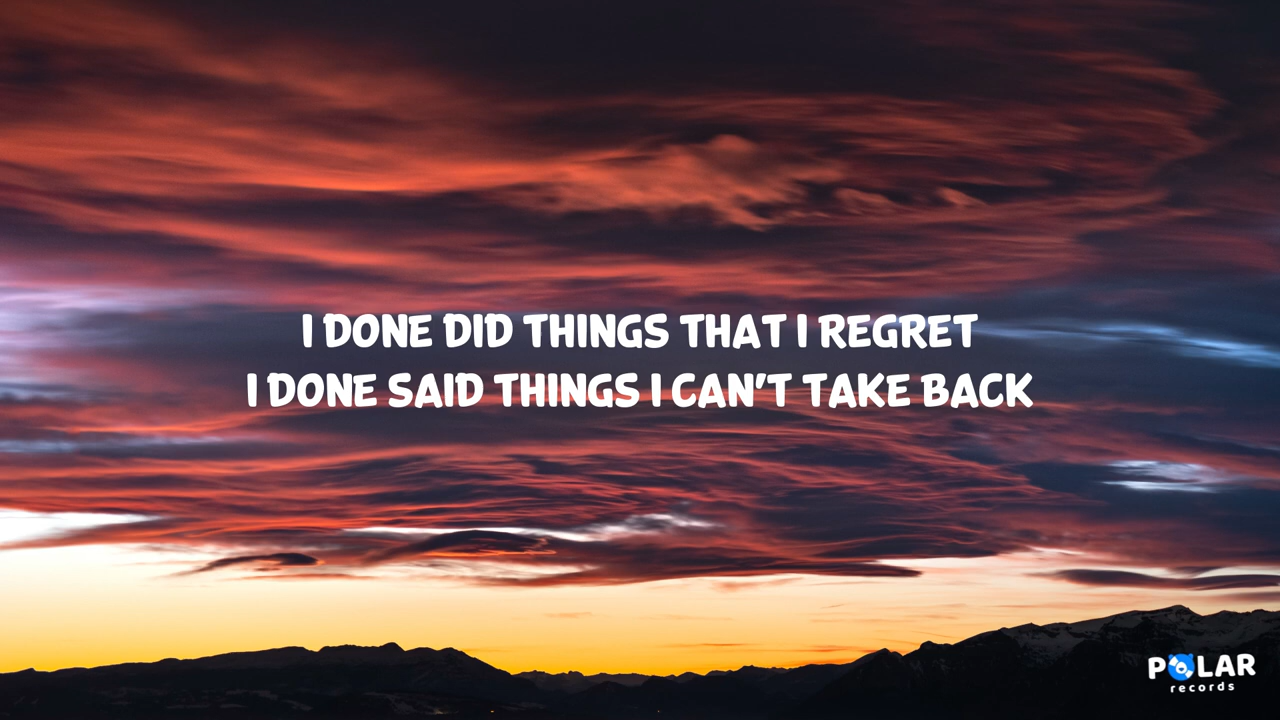 I DONE DID THINGS THAT I REGRET
I DONE SAID THINGS I CAN'T TAKE BACK
POLAR
records